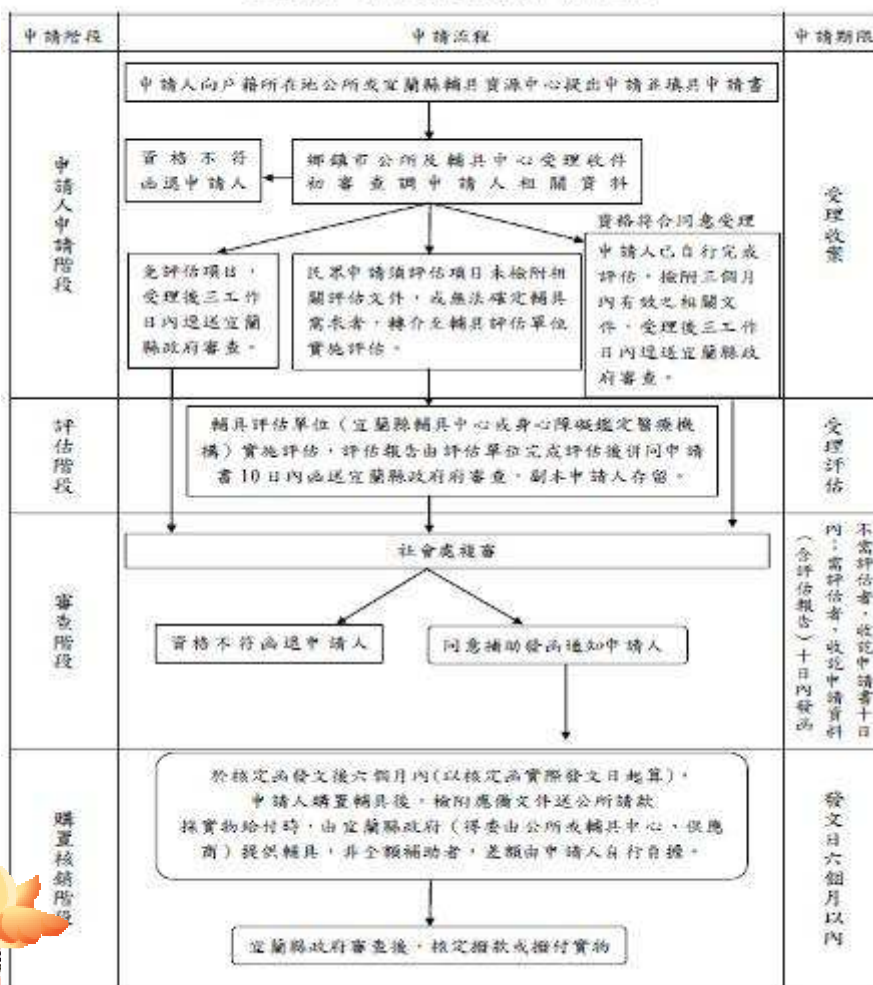 申請階段
申請流程
申請期限
申請人申請階段
申請人向戶籍所在地公所或宜蘭縣輔具資源中心提出申請並填具申請書
資格不符
函退申請人
鄉鎮市公所及輔具中心受理收件
初審查調申請人相關資料
資格符合同意受理
免評估項目,
受理後三工作
日內遞送宜蘭
縣政府審查。
民眾申請須評估項目未檢附相
關評估文件,或無法確定輔具
需求者,轉介至輔具評估單位
實施評估。
申請人已自行完成
評估,檢附三個月
內有效之相關文
件,受理後三工作
日內遞送宜蘭縣政
府審查。
受理收案
評估階段
輔具評估單位(宜蘭縣輔具中心或身心障礙鑑定醫療機
構)實施評估,評估報告由評估單位完成評估後併同申請
書10日內函送宜蘭縣政府府審查,副本申請人存留。
受理評估
審查階段
社會處複審
資格不符函退申請人
同意補助發函通知申請人
不需評估者,收訖申請書十日
內;需評估者,收訖申請資料
(含評估報告)十日內發函
購置核銷階段
於核定函發文後六個月內(以核定函實際發文日起算),
申請人購置輔具後,檢附應備文件送公所請款
採實物給付時,由宜蘭縣政府(得委由公所或輔具中心、供應
商)提供輔具,非全額補助者,差額由申請人自行負擔。
宜蘭縣政府審查後,核定撥款或撥付實物
發文日六個月以內